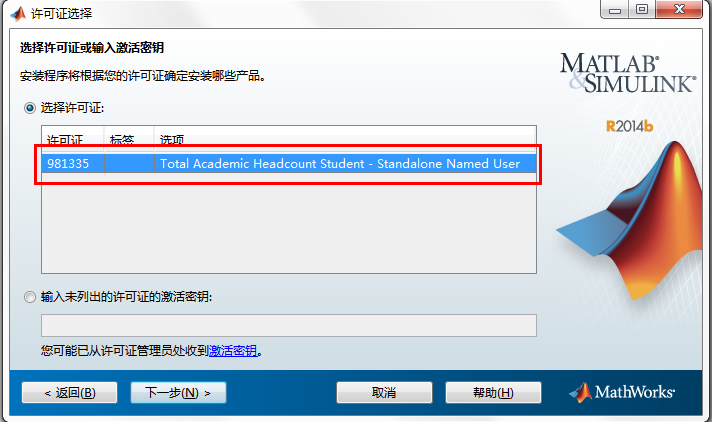 许可证选择
选择许可证或输入激活密钥
安装程序将根据您的许可证确定安装哪些产品。
MATLAB®
&SIMULINK®
R2014b
选择许可证:
许可证 标签 选项
981335 Total Academic Headcount Student - Standalone Named User
输入未列出的许可证的激活密钥:
您可能已从许可证管理员处收到激活密钥。
< 返回(B) 下一步(N) > 取消 帮助(H) MathWorks®